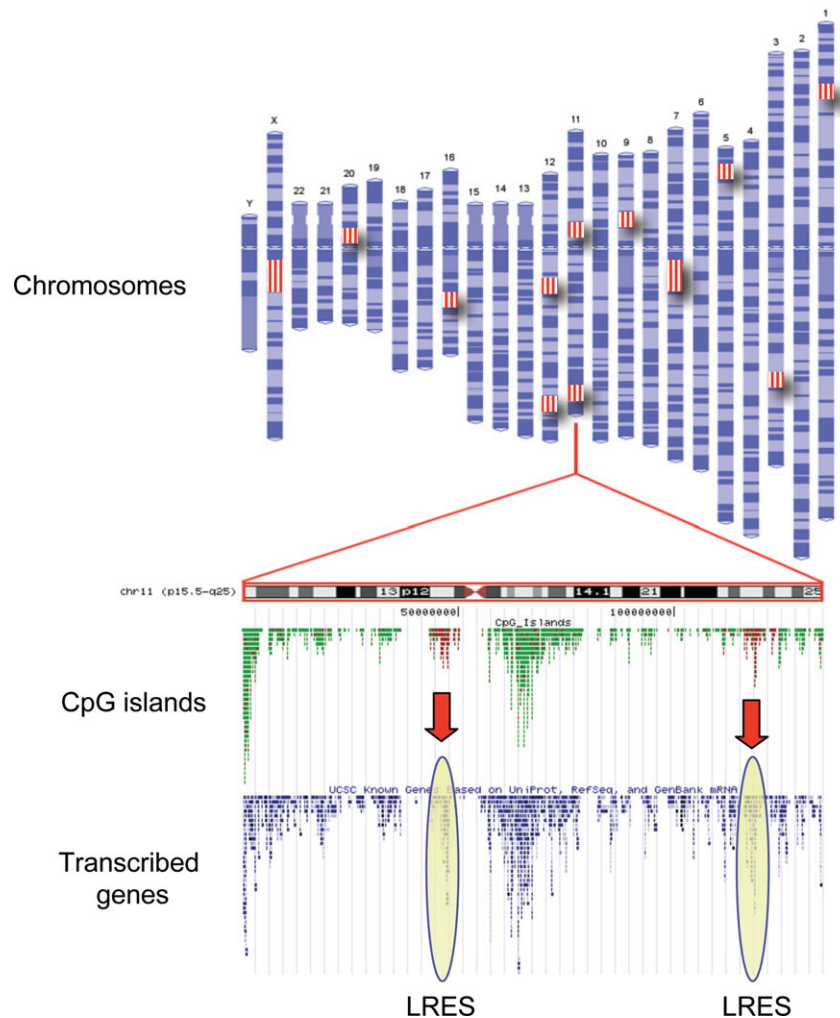 1
2
3
4
5
6
7
8
9
10
11
12
13
14
15
16
17
18
19
20
21
22
X
Y
Chromosomes
chr11 (p15.5-q25)
13 p12 14.1 21 25
50000000 100000000
CpG_Islands
CpG islands
UCSC Known Genes Based on UniProt, RefSeq, and GenBank mRNA
Transcribed
genes
LRES LRES